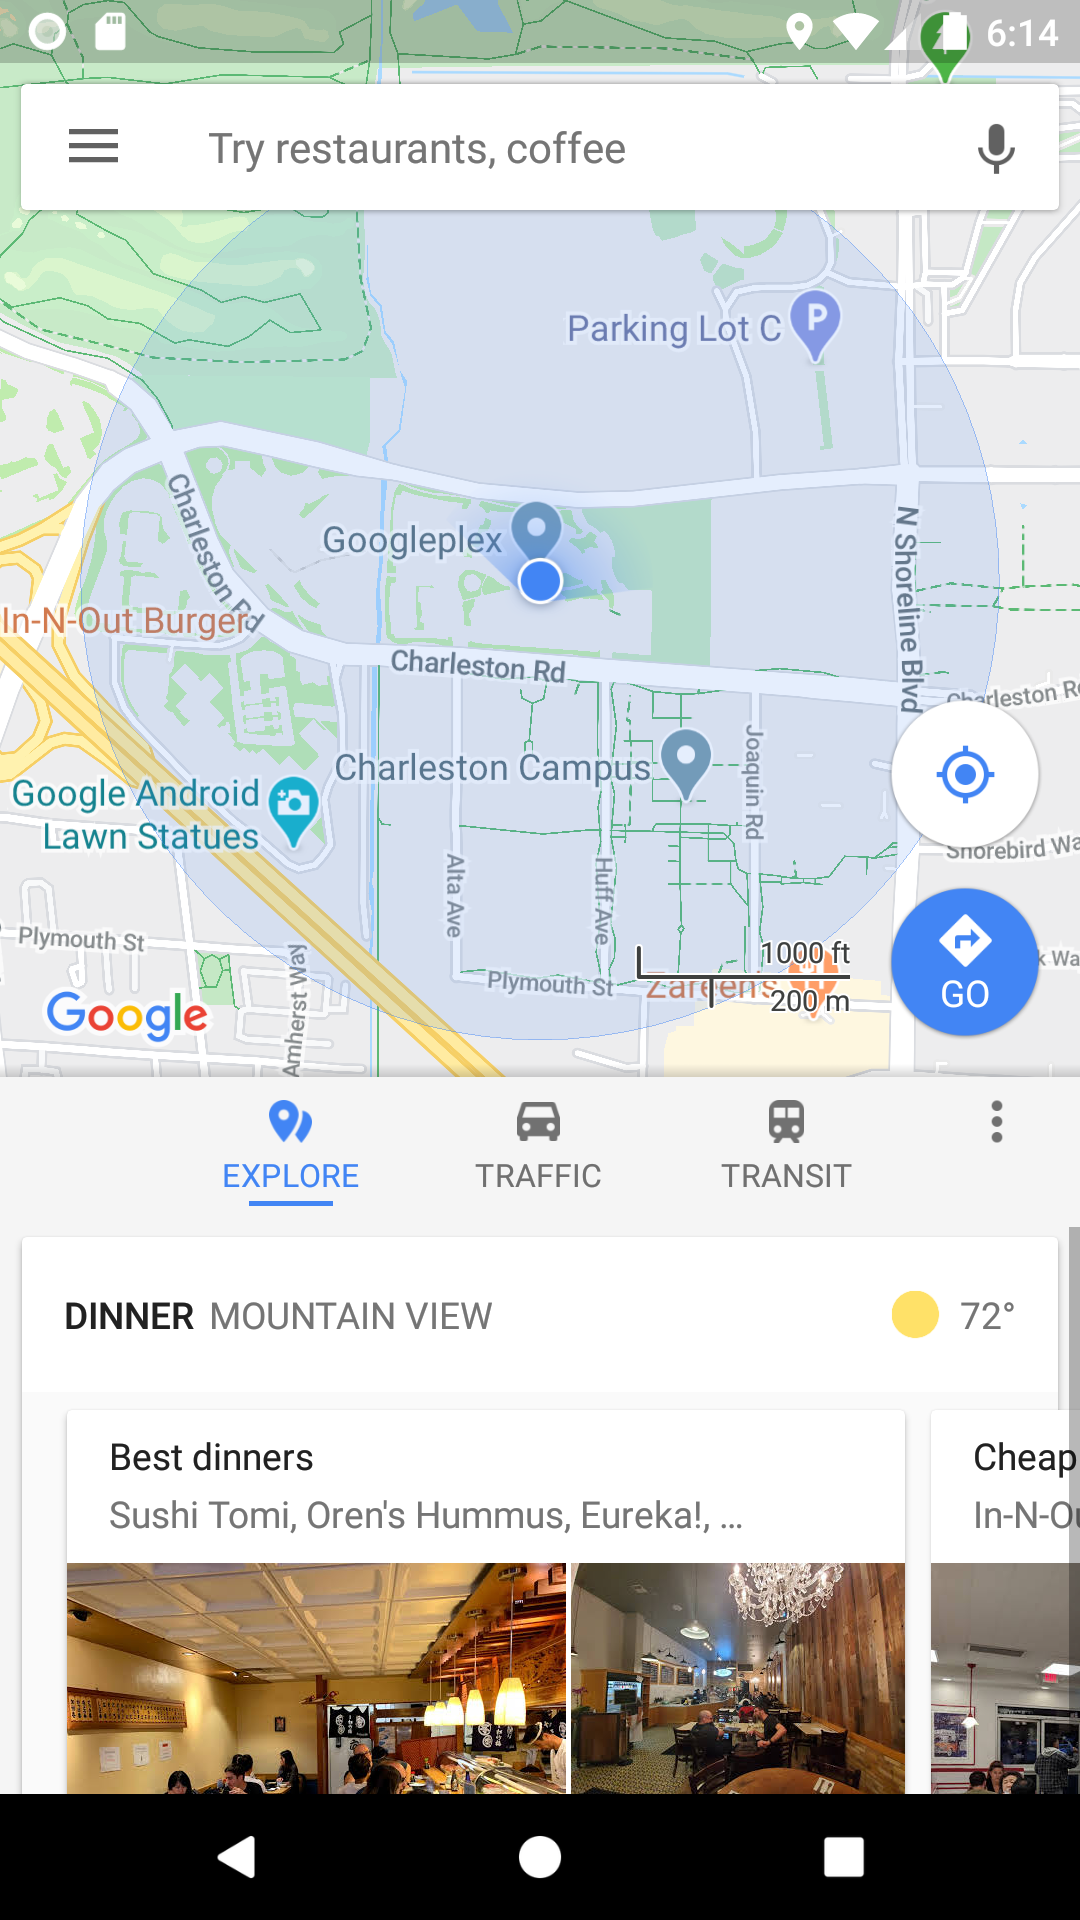 6:14
Try restaurants, coffee
Parking Lot C
P
Charleston Rd
Googleplex
N Shoreline Blvd
In-N-Out Burger
Charleston Rd
Charleston R
Charleston Campus
Joaquin Rd
Google Android
Lawn Statues
Shorebird Wa
Alta Ave
Huff Ave
Plymouth St
Amherst Way
1000 ft
k Wa
Plymouth St
Zareen's
200 m
GO
Google
EXPLORE
TRAFFIC
TRANSIT
DINNER MOUNTAIN VIEW
72°
Best dinners
Cheap
Sushi Tomi, Oren's Hummus, Eureka!, ...
In-N-Ou